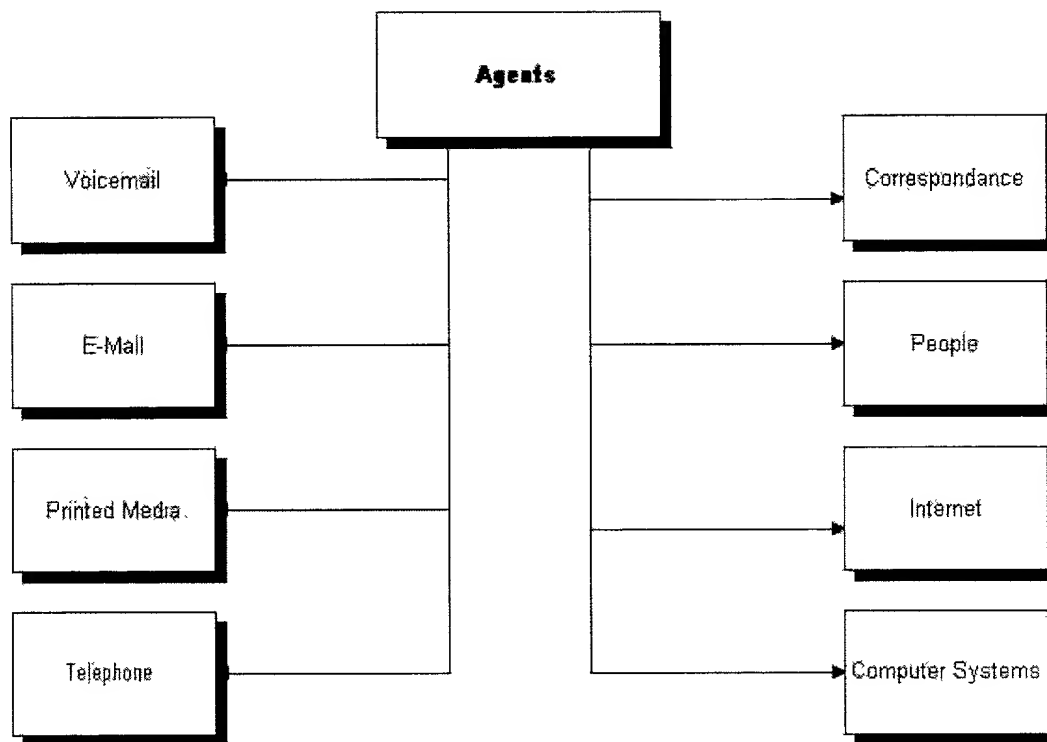 Agents
Voicemail
Correspondance
E-Mail
People
Printed Media
Internet
Telephone
Computer Systems